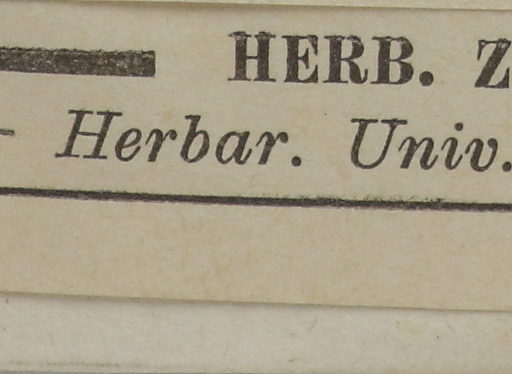 HERB. Z
- Herbar. Univ.